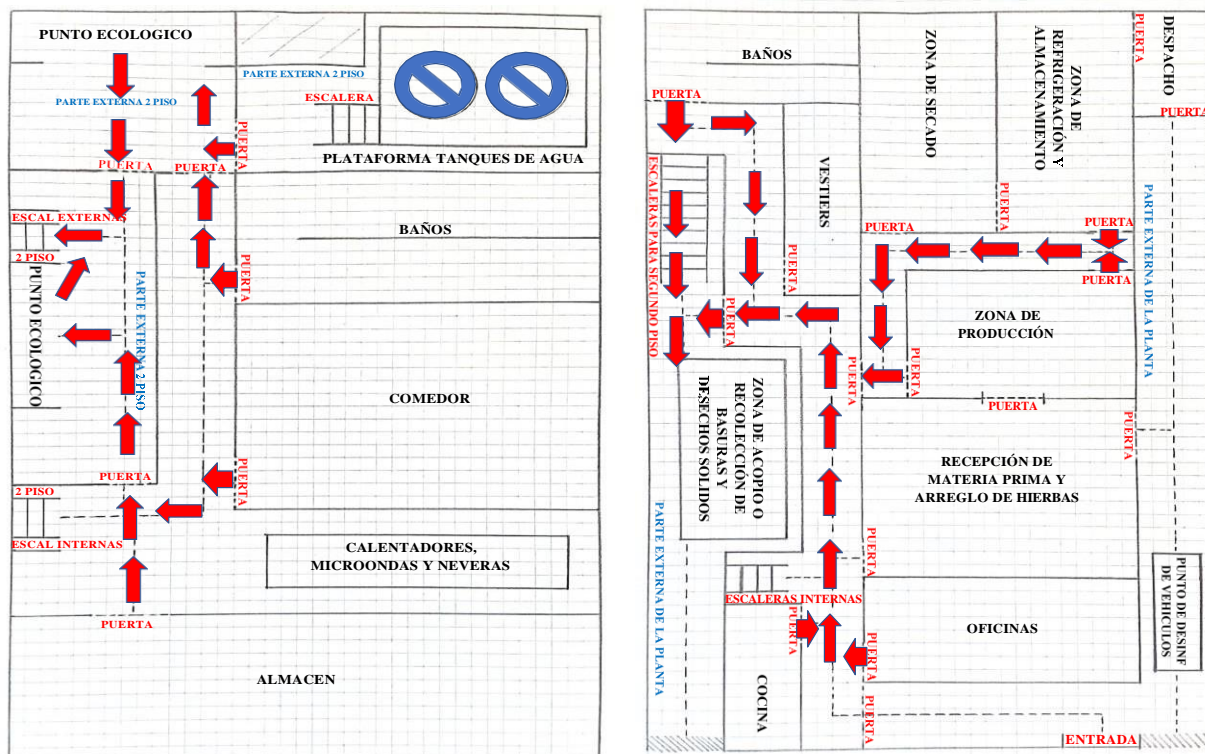 PUNTO ECOLOGICO
PARTE EXTERNA 2 PISO
PARTE EXTERNA 2 PISO
ESCALERA
PUERTA
PLATAFORMA TANQUES DE AGUA
PUERTA
PUERTA
ESCAL EXTERNAS
BAÑOS
2 PISO
PUERTA
PUNTO ECOLOGICO
PARTE EXTERNA 2 PISO
COMEDOR
PUERTA
PUERTA
2 PISO
ESCAL INTERNAS
CALENTADORES,
MICROONDAS Y NEVERAS
PUERTA
ALMACEN
BAÑOS
ZONA DE SECADO
ZONA DE
REFRIGERACIÓN Y
ALMACENAMIENTO
PUERTA
DESPACHO
PUERTA
PUERTA
ESCALERAS PARA SEGUNDO PISO
VESTIERS
PUERTA
PUERTA
PUERTA
PUERTA
PUERTA
PUERTA
PARTE EXTERNA DE LA PLANTA
ZONA DE
PRODUCCIÓN
PUERTA
PUERTA
PUERTA
PUERTA
ZONA DE ACOPIO O
RECOLECCIÓN DE
BASURAS Y
DESECHOS SOLIDOS
RECEPCIÓN DE
MATERIA PRIMA Y
ARREGLO DE HIERBAS
PARTE EXTERNA DE LA PLANTA
PUERTA
ESCALERAS INTERNAS
PUNTO DE DESINF
DE VEHICULOS
PUERTA
OFICINAS
PUERTA
COCINA
ENTRADA